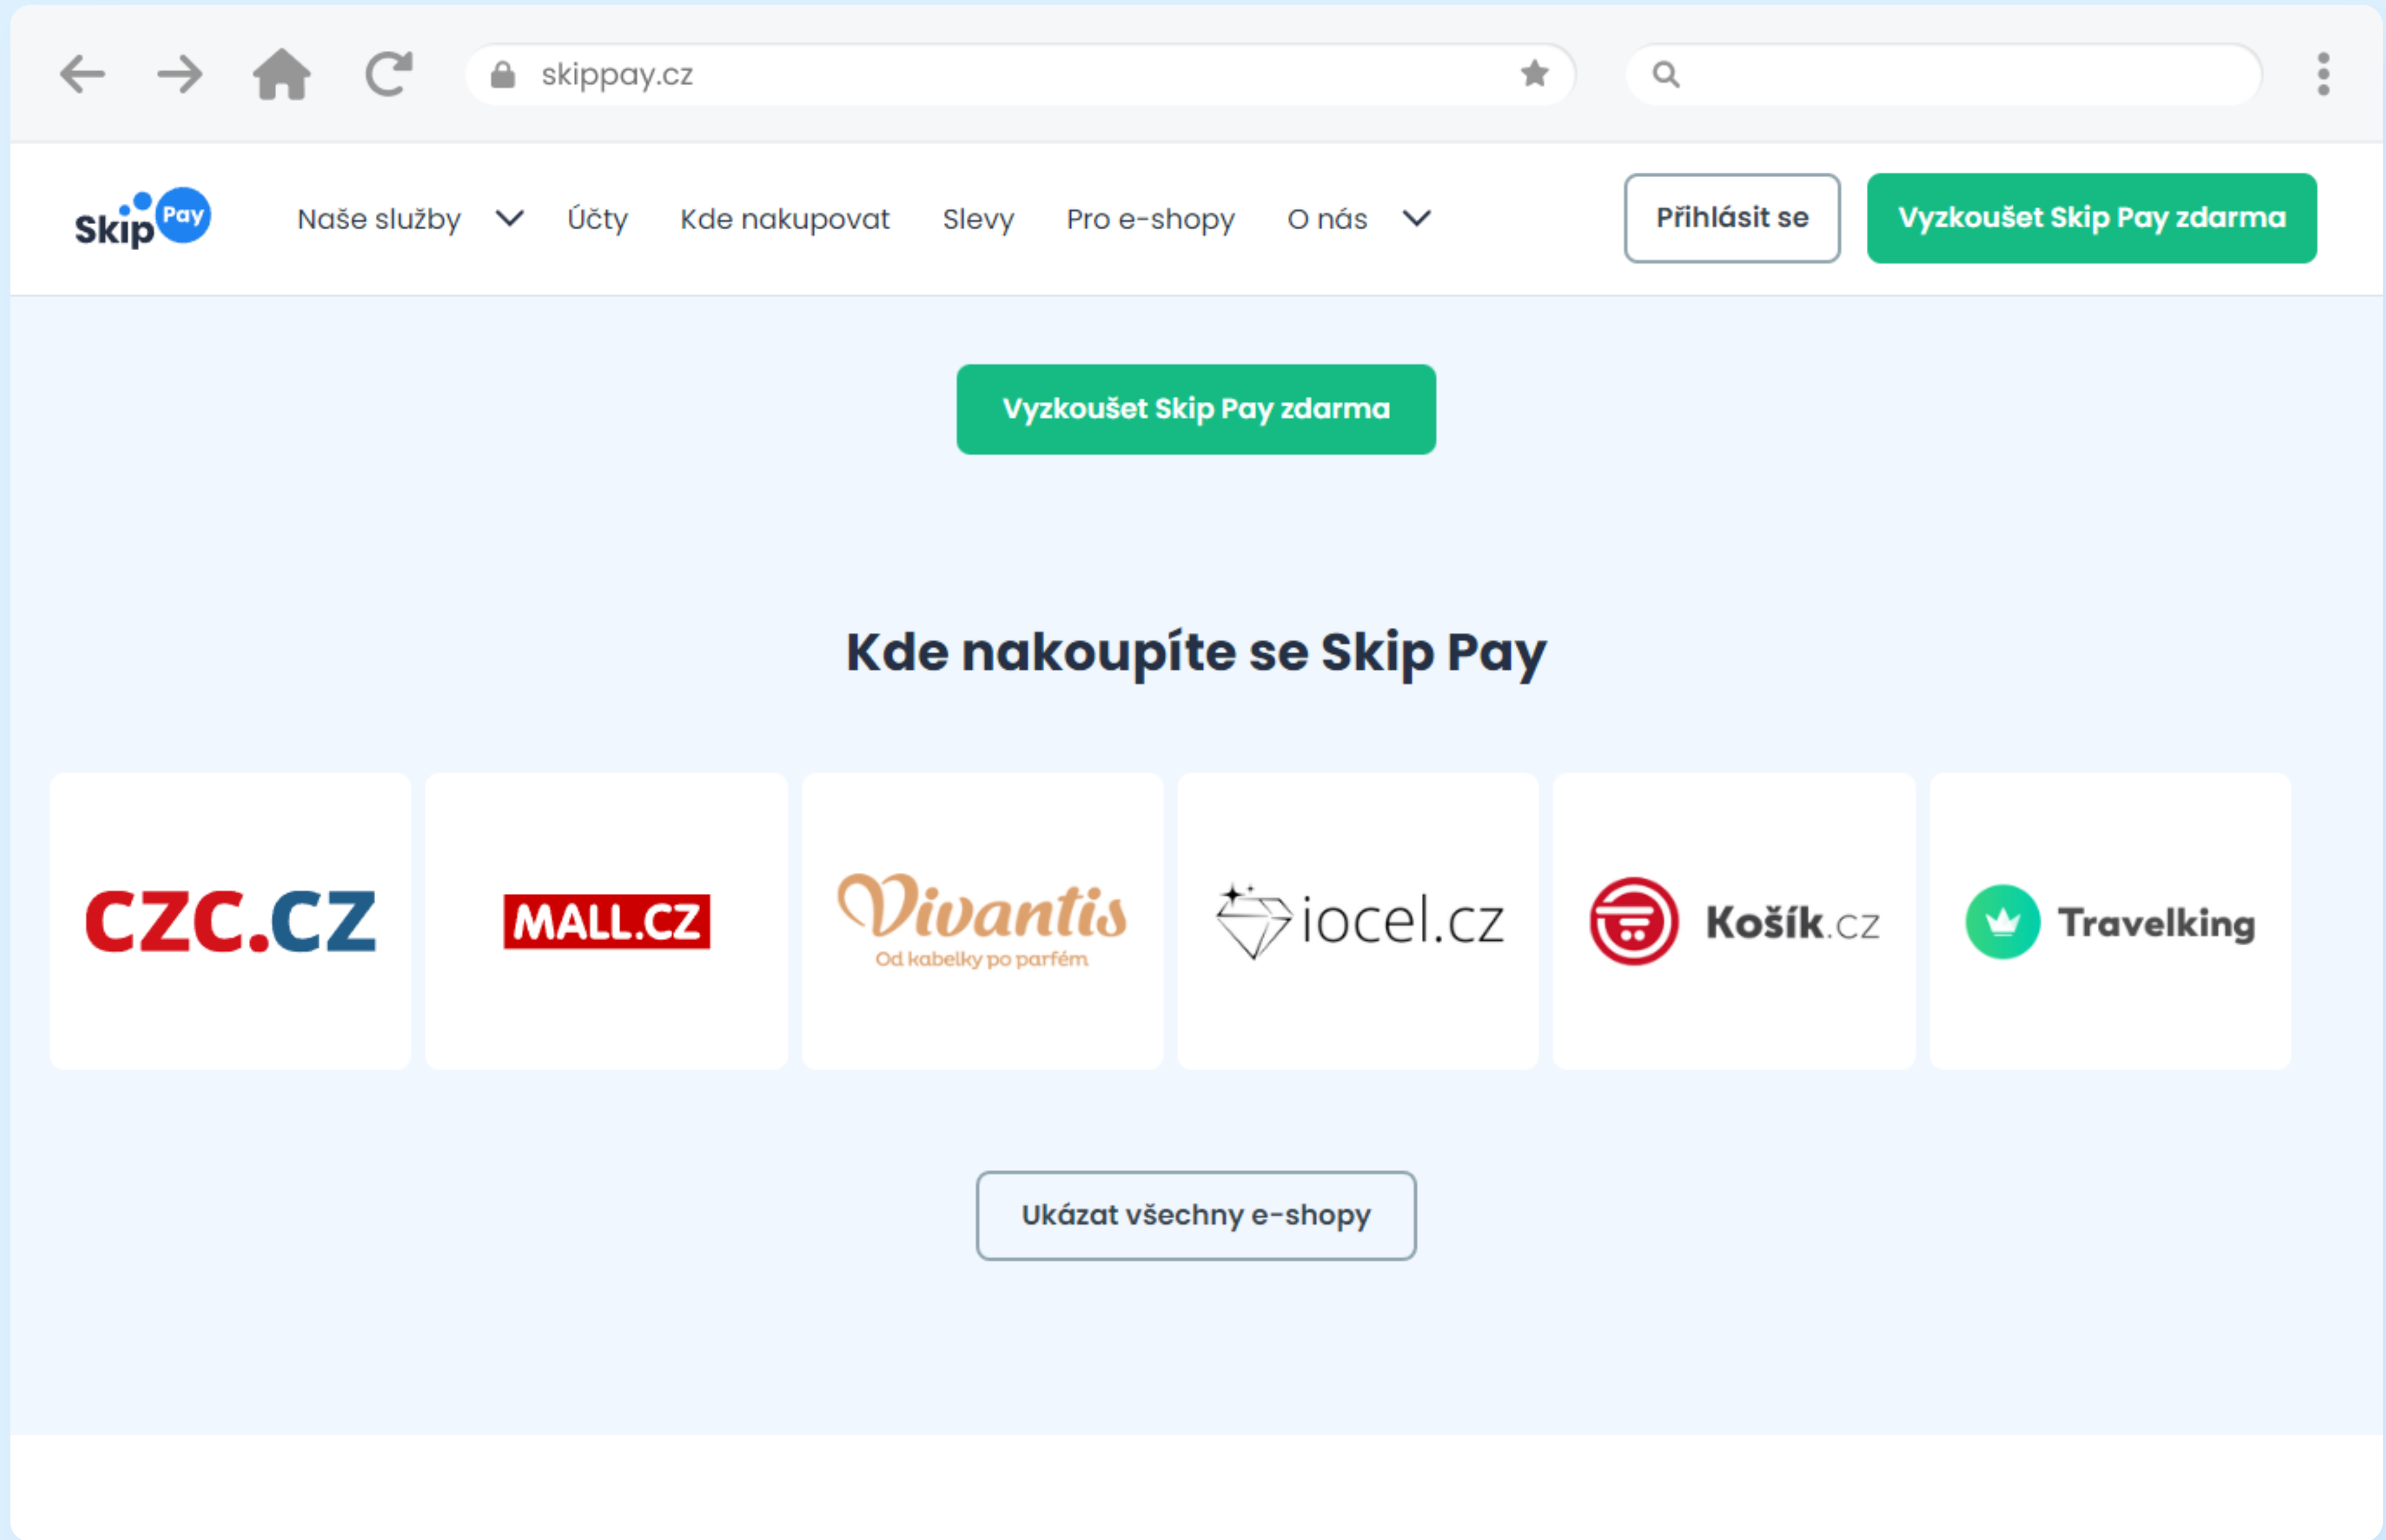 skippay.cz
Skip Pay
Naše služby
Účty
Kde nakupovat
Slevy
Pro e-shopy
O nás
Přihlásit se
Vyzkoušet Skip Pay zdarma
Vyzkoušet Skip Pay zdarma
Kde nakoupíte se Skip Pay
CZC.CZ
MALL.CZ
Vivantis
Od kabelky po parfém
iocel.cz
Košík.cz
Travelking
Ukázat všechny e-shopy